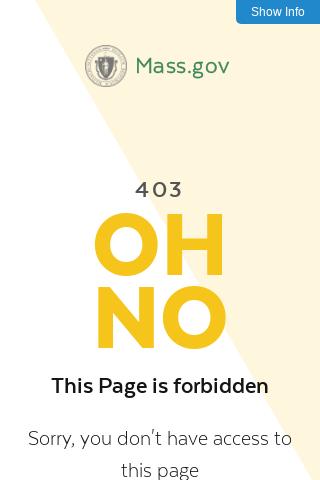 Show Info
Mass.gov
403
OH
NO
This Page is forbidden
Sorry, you don't have access to
this page